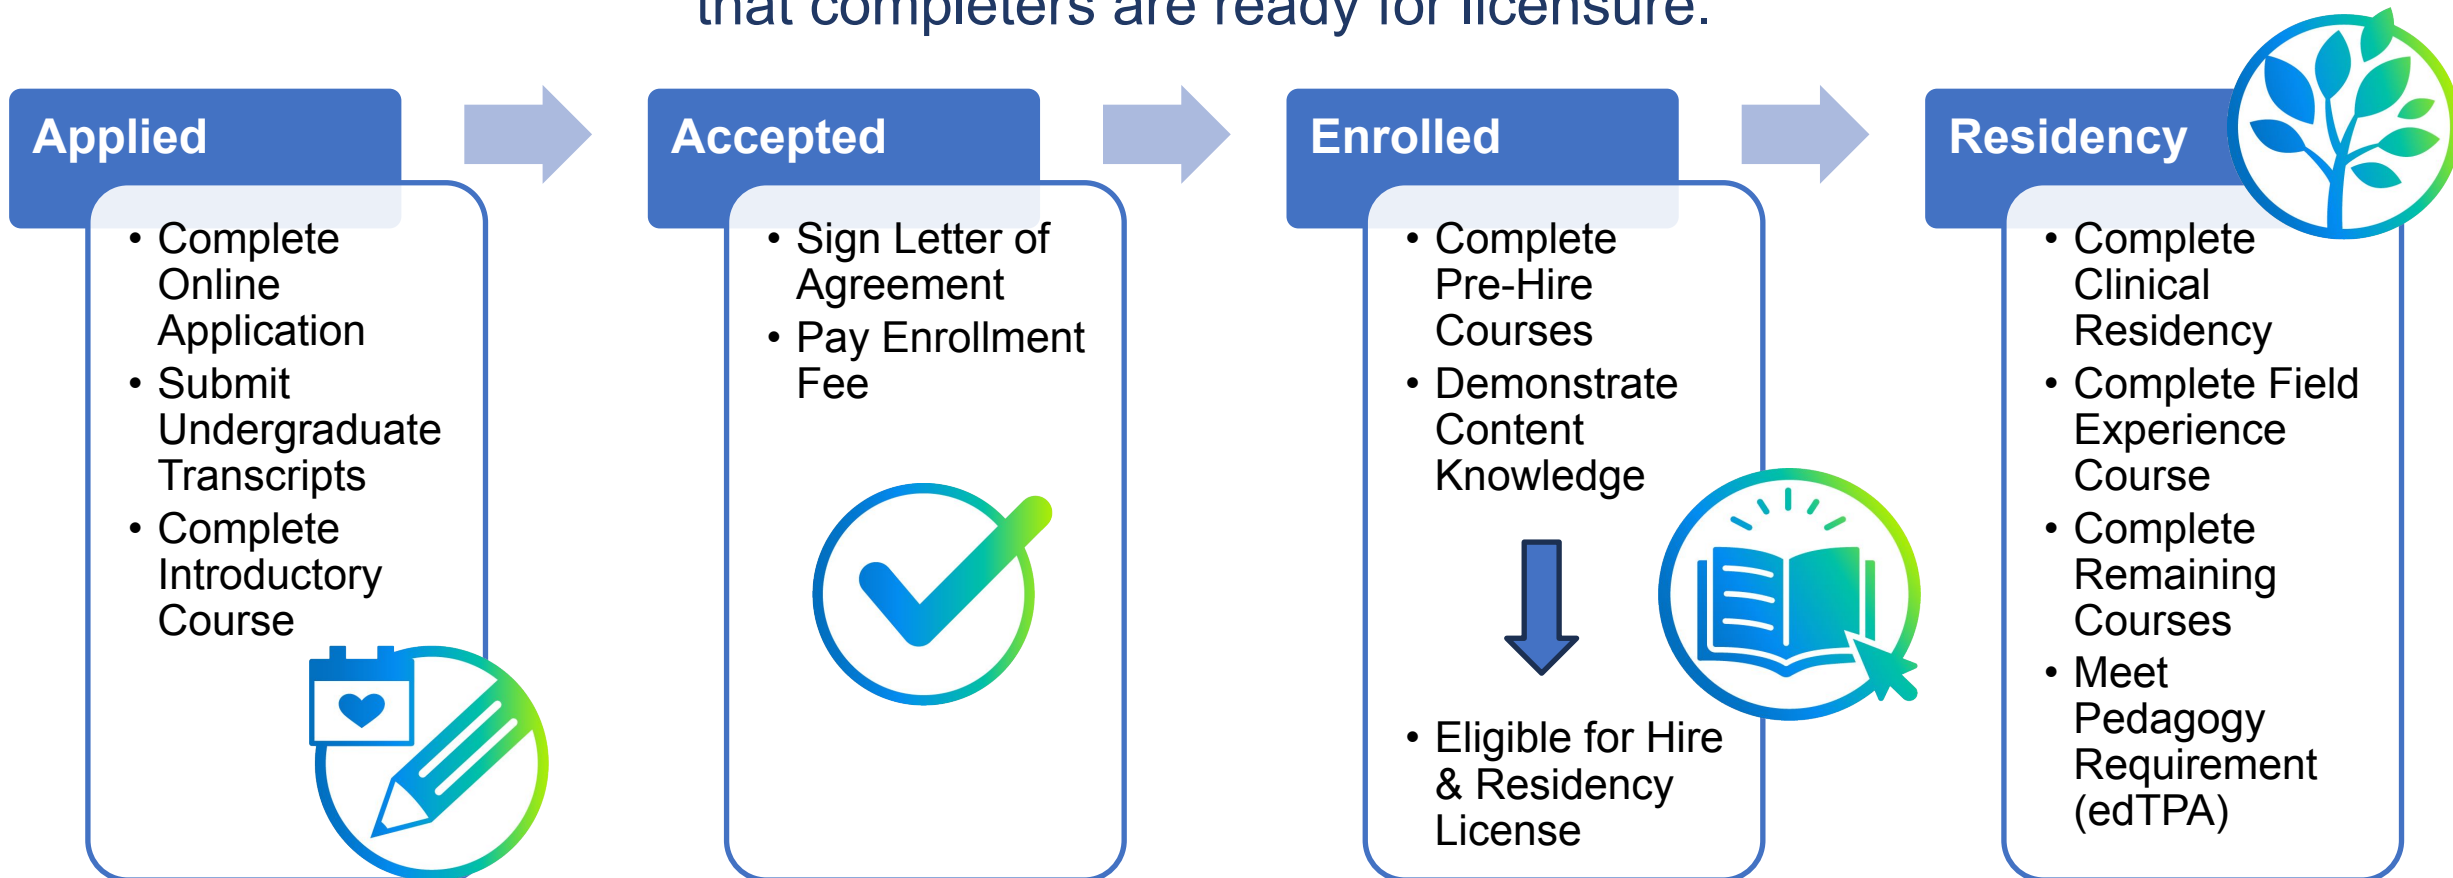 that completers are ready for licensure.
Applied
• Complete
Online
Application
• Submit
Undergraduate
Transcripts
• Complete
Introductory
Course
Accepted
• Sign Letter of
Agreement
• Pay Enrollment
Fee
Enrolled
• Complete
Pre-Hire
Courses
• Demonstrate
Content
Knowledge
• Eligible for Hire
& Residency
License
Residency
• Complete
Clinical
Residency
• Complete Field
Experience
Course
• Complete
Remaining
Courses
• Meet
Pedagogy
Requirement
(edTPA)